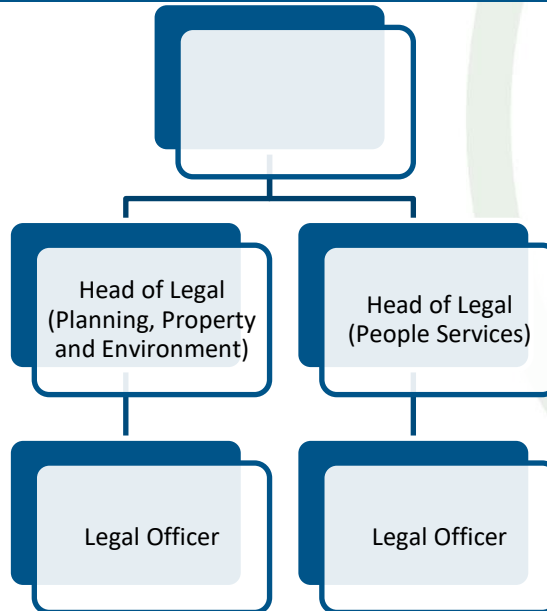 Head of Legal
(Planning, Property
and Environment)
Head of Legal
(People Services)
Legal Officer
Legal Officer